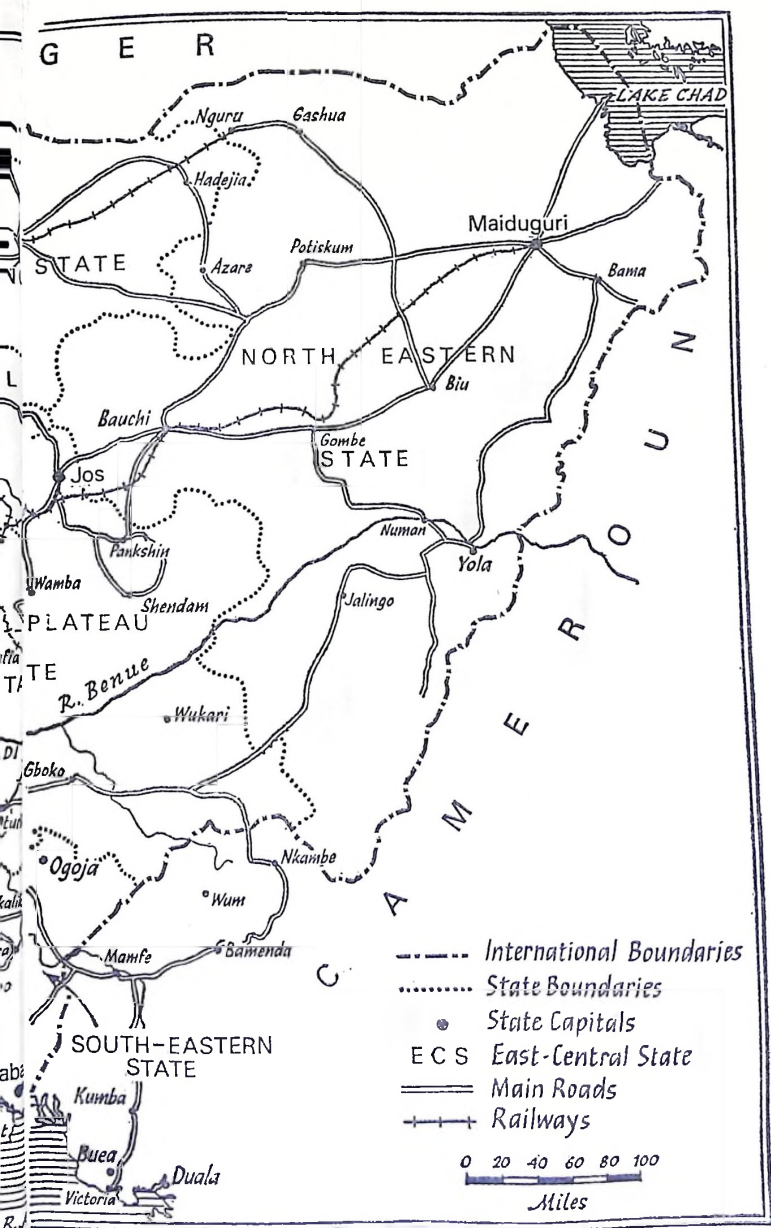 G E R
LAKE CHAD
Nguru
Gashua
Hadejia
Maiduguri
STATE
Azare
Potiskum
Bama
NORTH EASTERN
Biu
L
Bauchi
Gombe
STATE
Jos
Numan
Yola
Pankshin
Wamba
Shendam
Jalingo
PLATEAU
TATE
R. Benue
Wukari
Gboko
Nkambe
Ogoja
Wum
Mamfe
Bamenda
CAMEROUN
SOUTH-EASTERN
STATE
Kumba
Buea
Duala
Victoria
International Boundaries
State Boundaries
State Capitals
E C S East-Central State
Main Roads
Railways
0 20 40 60 80 100
Miles